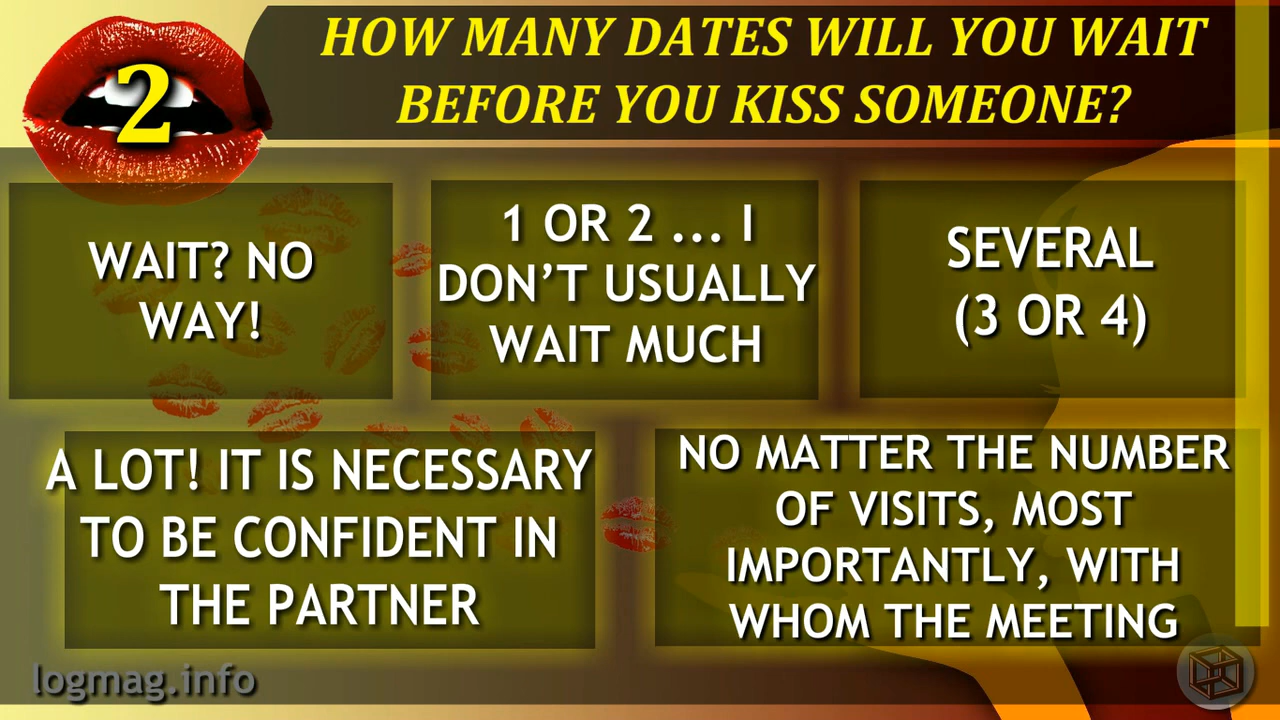 2
HOW MANY DATES WILL YOU WAIT
BEFORE YOU KISS SOMEONE?
WAIT? NO
WAY!
1 OR 2 ... I
DON’T USUALLY
WAIT MUCH
SEVERAL
(3 OR 4)
A LOT! IT IS NECESSARY
TO BE CONFIDENT IN
THE PARTNER
NO MATTER THE NUMBER
OF VISITS, MOST
IMPORTANTLY, WITH
WHOM THE MEETING
logmag.info